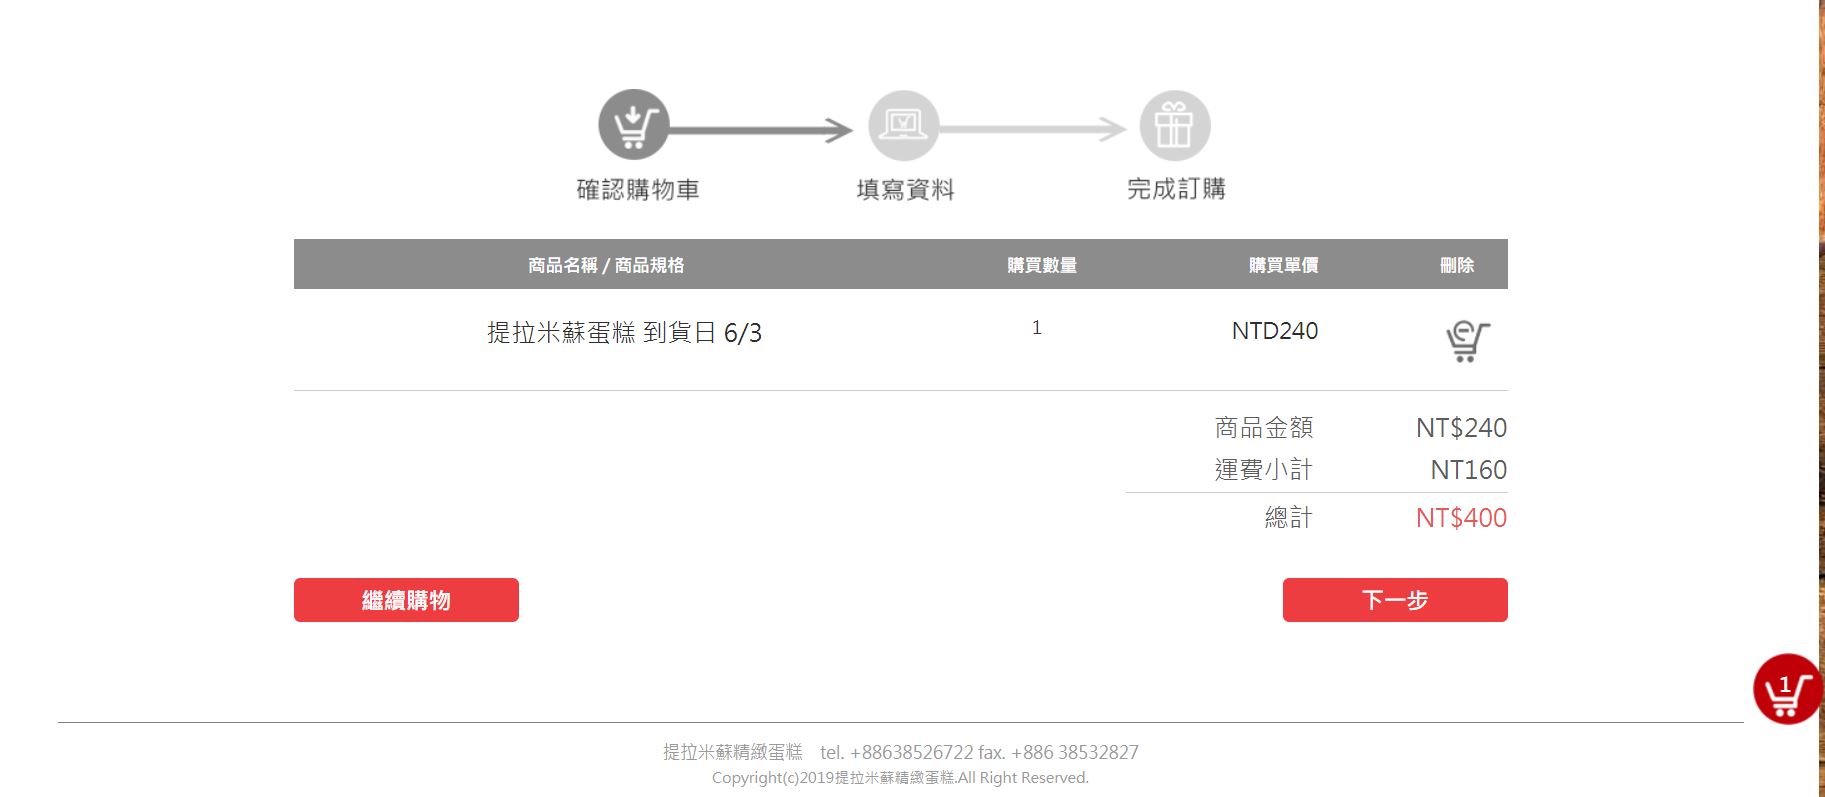 確認購物車 填寫資料 完成訂購
商品名稱 / 商品規格 購買數量 購買單價 刪除
提拉米蘇蛋糕 到貨日 6/3 1 NTD240
商品金額 NT$240
運費小計 NT160
總計 NT$400
繼續購物 下一步
1
提拉米蘇精緻蛋糕 tel. +88638526722 fax. +886 38532827
Copyright(c)2019提拉米蘇精緻蛋糕.All Right Reserved.